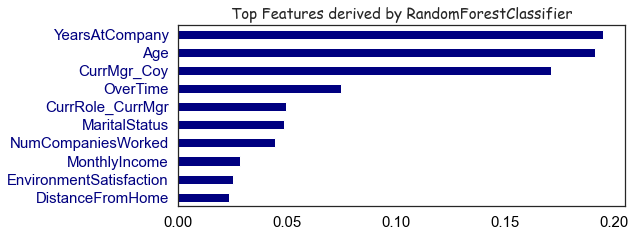 Top Features derived by RandomForestClassifier
YearsAtCompany
Age
CurrMgr_Coy
OverTime
CurrRole_CurrMgr
MaritalStatus
NumCompaniesWorked
MonthlyIncome
EnvironmentSatisfaction
DistanceFromHome
0.00 0.05 0.10 0.15 0.20